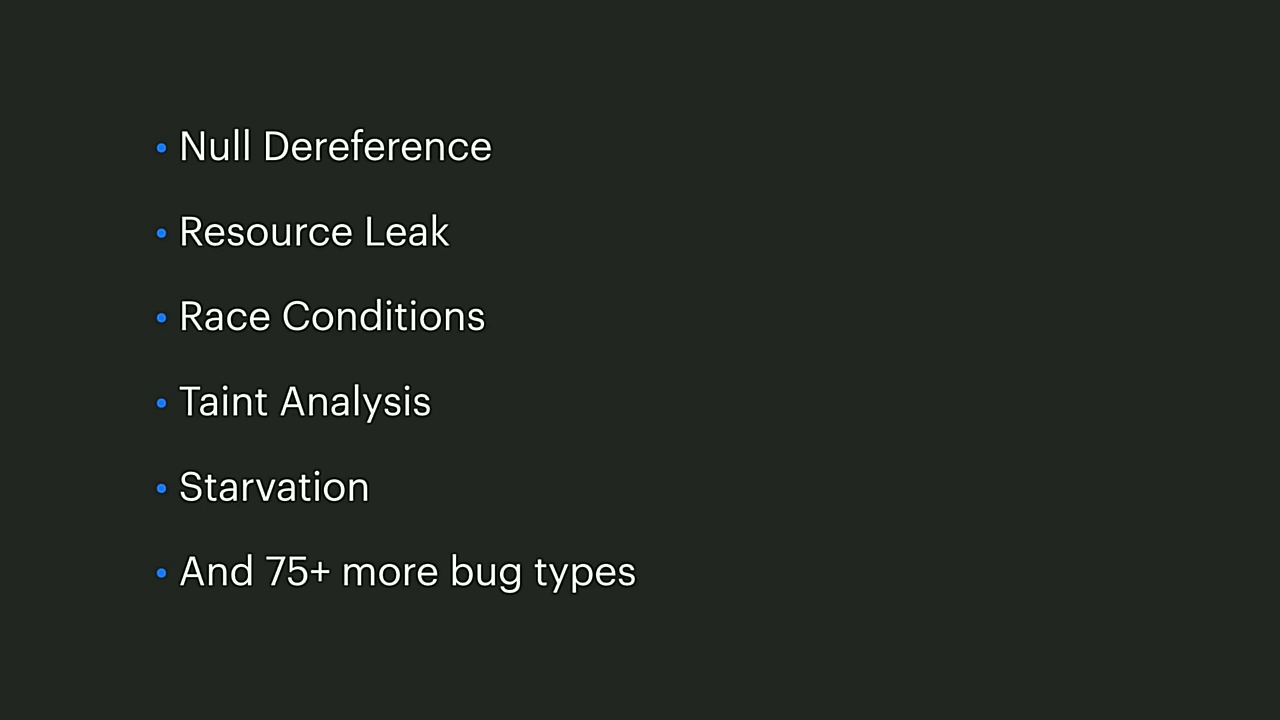 • Null Dereference
• Resource Leak
• Race Conditions
• Taint Analysis
• Starvation
• And 75+ more bug types